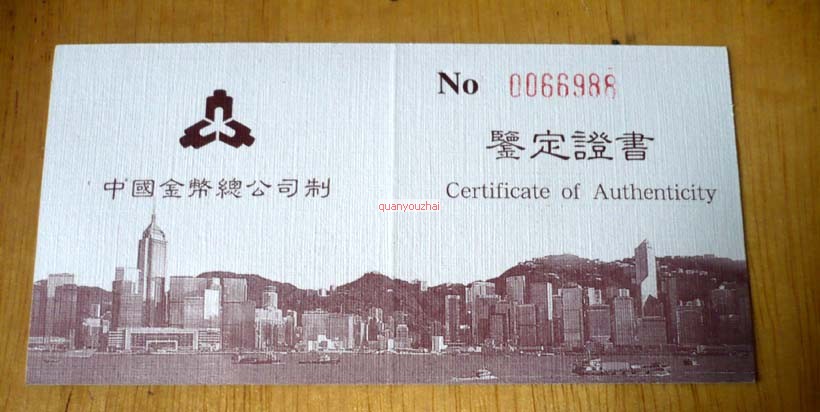 No 0066988
鑒定證書
Certificate of Authenticity
中國金幣總公司制
quanyouzhai